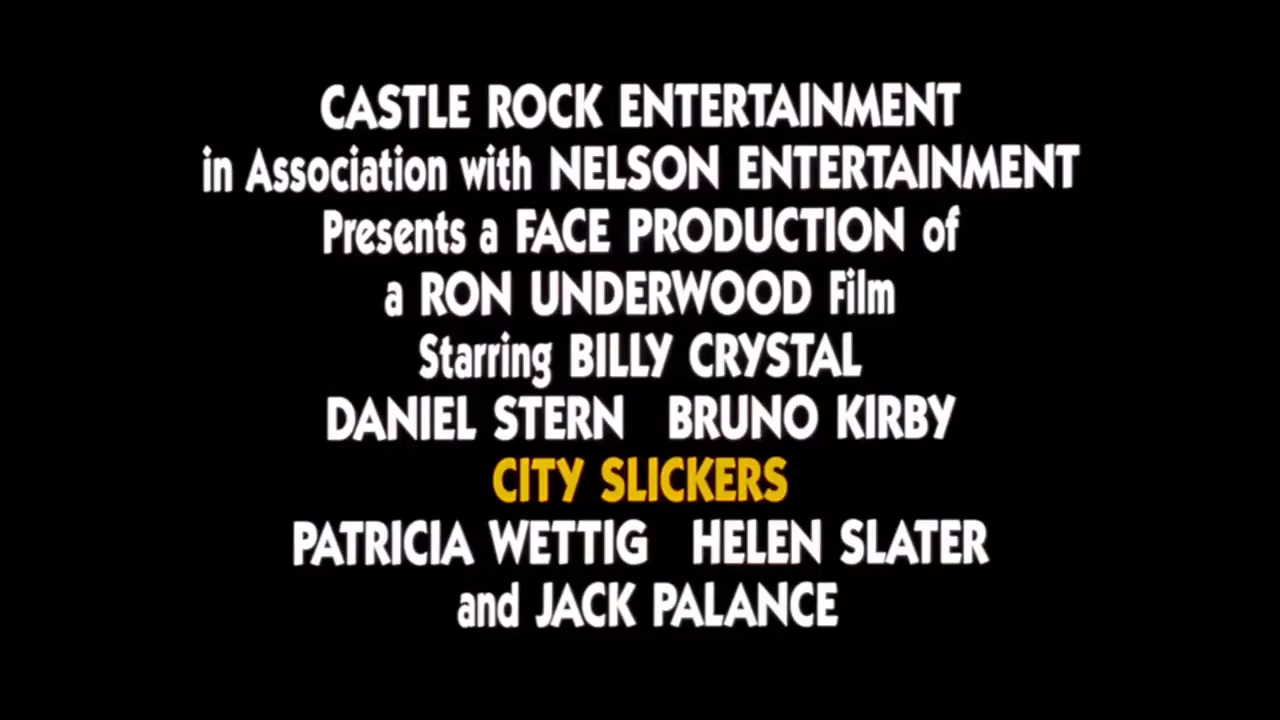 CASTLE ROCK ENTERTAINMENT
in Association with NELSON ENTERTAINMENT
Presents a FACE PRODUCTION of
a RON UNDERWOOD Film
Starring BILLY CRYSTAL
DANIEL STERN BRUNO KIRBY
CITY SLICKERS
PATRICIA WETTIG HELEN SLATER
and JACK PALANCE